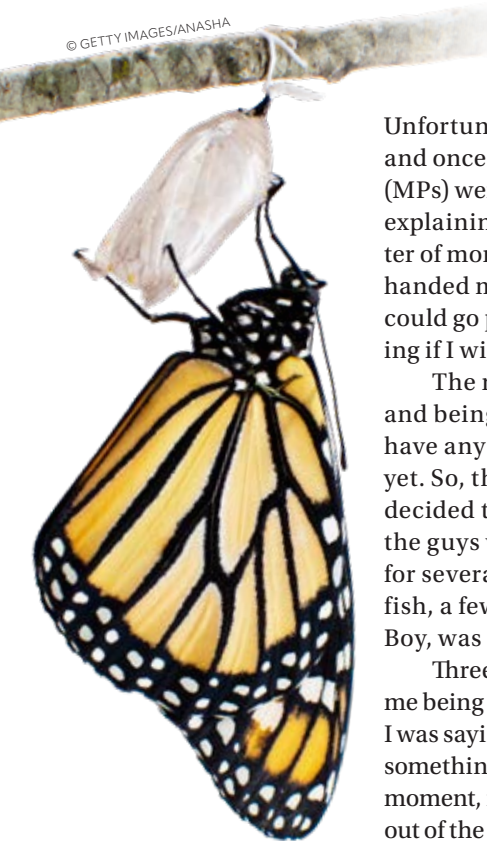 © GETTY IMAGES/ANASHA
Unfortun
and once
(MPs) we
explainin
ter of mor
handed n
could go p
ing if I wi
The r
and being
have any
yet. So, th
decided t
the guys
for severa
fish, a few
Boy, was
Three
me being
I was sayi
somethin
moment,
out of the